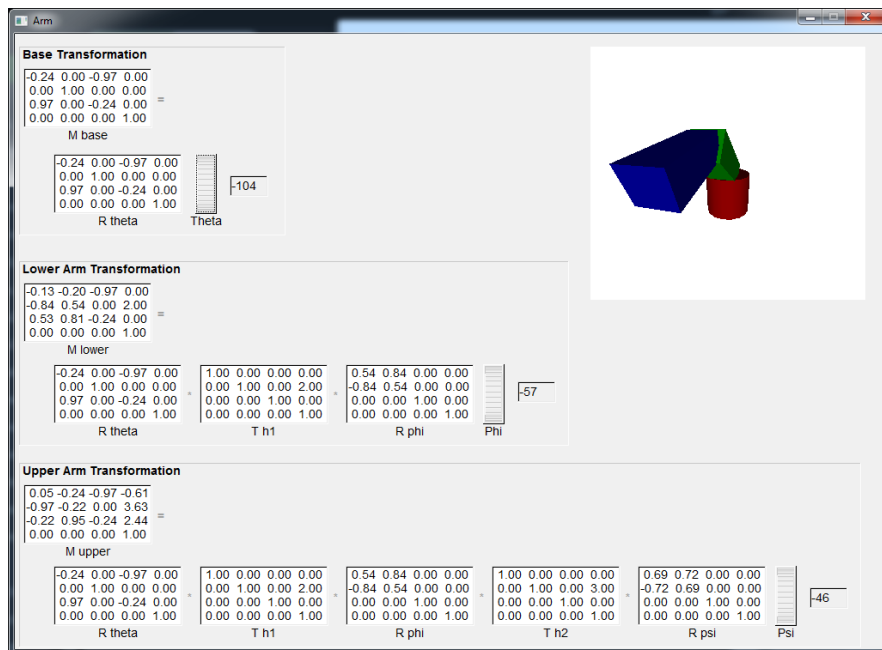 Arm
Base Transformation
-0.24 0.00 -0.97 0.00
0.00 1.00 0.00 0.00
0.97 0.00 -0.24 0.00
0.00 0.00 0.00 1.00
=
M base
-0.24 0.00 -0.97 0.00
0.00 1.00 0.00 0.00
0.97 0.00 -0.24 0.00
0.00 0.00 0.00 1.00
-104
R theta Theta
Lower Arm Transformation
-0.13 -0.20 -0.97 0.00
-0.84 0.54 0.00 2.00
0.53 0.81 -0.24 0.00
0.00 0.00 0.00 1.00
=
M lower
-0.24 0.00 -0.97 0.00 1.00 0.00 0.00 0.00 0.54 0.84 0.00 0.00
0.00 1.00 0.00 0.00 0.00 1.00 0.00 2.00 -0.84 0.54 0.00 0.00
0.97 0.00 -0.24 0.00 * 0.00 0.00 1.00 0.00 * 0.00 0.00 1.00 0.00 -57
0.00 0.00 0.00 1.00 0.00 0.00 0.00 1.00 0.00 0.00 0.00 1.00
R theta T h1 R phi Phi
Upper Arm Transformation
0.05 -0.24 -0.97 -0.61
-0.97 -0.22 0.00 3.63
-0.22 0.95 -0.24 2.44
0.00 0.00 0.00 1.00
=
M upper
-0.24 0.00 -0.97 0.00 1.00 0.00 0.00 0.00 0.54 0.84 0.00 0.00 1.00 0.00 0.00 0.00 0.69 0.72 0.00 0.00
0.00 1.00 0.00 0.00 0.00 1.00 0.00 2.00 -0.84 0.54 0.00 0.00 0.00 1.00 0.00 3.00 -0.72 0.69 0.00 0.00
0.97 0.00 -0.24 0.00 * 0.00 0.00 1.00 0.00 * 0.00 0.00 1.00 0.00 * 0.00 0.00 1.00 0.00 * 0.00 0.00 1.00 0.00 -46
0.00 0.00 0.00 1.00 0.00 0.00 0.00 1.00 0.00 0.00 0.00 1.00 0.00 0.00 0.00 1.00 0.00 0.00 0.00 1.00
R theta T h1 R phi T h2 R psi Psi